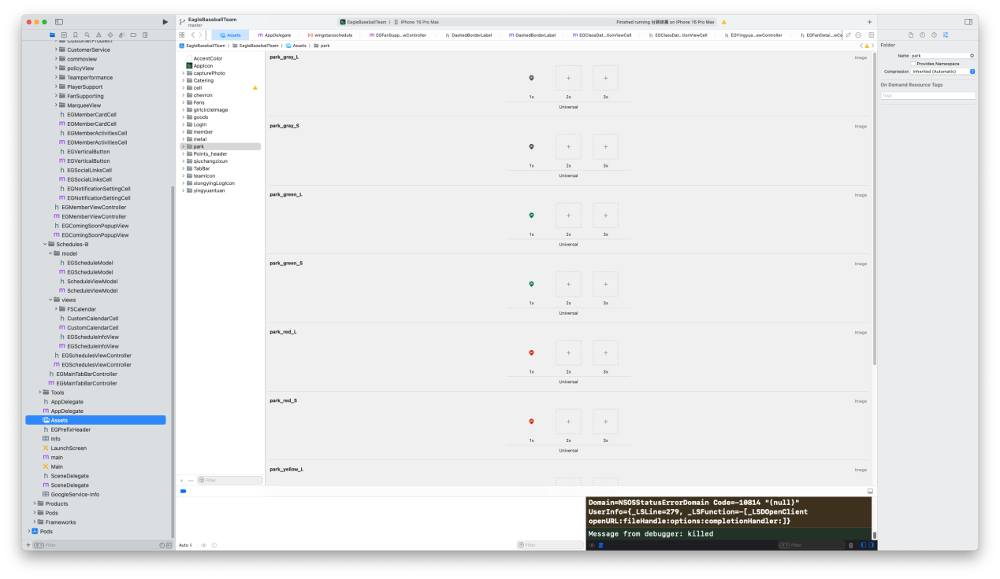 EagleBaseballTeam
master
EagleBaseballTeam
iPhone 16 Pro Max
Finished running 台鋼雄鷹 on iPhone 16 Pro Max
Assets
AppDelegate
wingstarsschedule
EGFanSupp...wController
DashedBorderLabel
DashedBorderLabel
EGClassDat...tionViewCell
EGClassDat...tionViewCell
EGYingyua...ewController
EGFanDetai...wCo
EagleBaseballTeam
EagleBaseballTeam
Assets
park
CustomerProblem
CustomerService
commoview
policyView
Teamperformance
PlayerSupport
FanSupporting
MarqueeView
h EGMemberCardCell
m EGMemberCardCell
h EGMemberActivitiesCell
m EGMemberActivitiesCell
h EGVerticalButton
m EGVerticalButton
h EGSocialLinksCell
m EGSocialLinksCell
h EGNotificationSettingCell
m EGNotificationSettingCell
h EGMemberViewController
m EGMemberViewController
h EGComingSoonPopupView
m EGComingSoonPopupView
Schedules-B
model
h EGScheduleModel
m EGScheduleModel
h ScheduleViewModel
m ScheduleViewModel
views
FSCalendar
h CustomCalendarCell
m CustomCalendarCell
h EGScheduleInfoView
m EGScheduleInfoView
h EGSchedulesViewController
m EGSchedulesViewController
h EGMainTabBarController
m EGMainTabBarController
Tools
h AppDelegate
m AppDelegate
Assets
h EGPrefixHeader
Info
LaunchScreen
m main
Main
h SceneDelegate
m SceneDelegate
GoogleService-Info
Products
Pods
Frameworks
Pods
Filter
AccentColor
AppIcon
capturePhoto
Catering
cell
chevron
Fans
girlcircleImage
goods
LogIn
member
metal
park
Points_header
qiuchangzixun
TabBar
teamIcon
xiongyingLogIcon
yingyuantuan
Filter
park_gray_L
Image
1x 2x 3x
Universal
park_gray_S
Image
1x 2x 3x
Universal
park_green_L
Image
1x 2x 3x
Universal
park_green_S
Image
1x 2x 3x
Universal
park_red_L
Image
1x 2x 3x
Universal
park_red_S
Image
1x 2x 3x
Universal
park_yellow_L
Image
Folder
Name park
Provides Namespace
Compression Inherited (Automatic)
On Demand Resource Tags
Tags
Domain=NSOSStatusErrorDomain Code=-10814 "(null)"
UserInfo={_LSLine=279, _LSFunction=-[_LSDOpenClient
openURL:fileHandle:options:completionHandler:]}
Message from debugger: killed
Auto
Filter
Filter